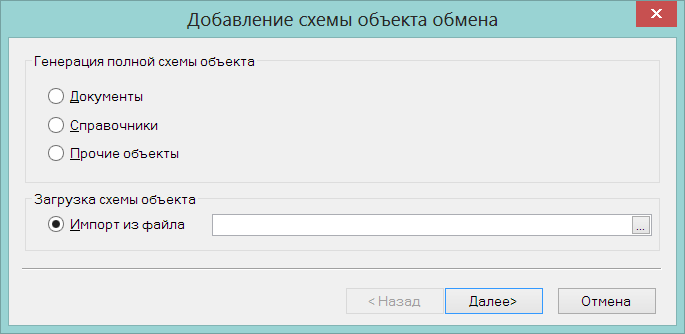 Добавление схемы объекта обмена
Генерация полной схемы объекта
Документы
Справочники
Прочие объекты
Загрузка схемы объекта
Импорт из файла
...
< Назад
Далее>
Отмена